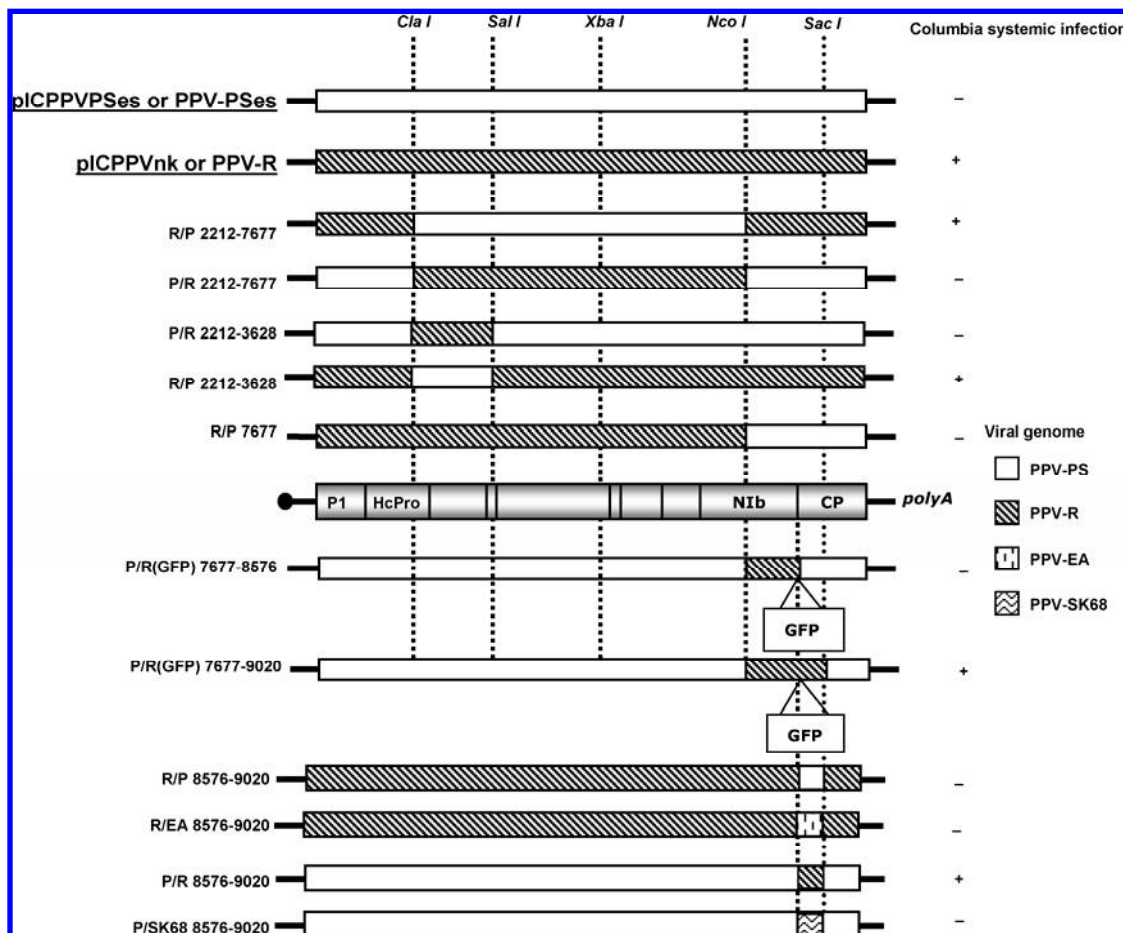 Cla I Sal I Xba I Nco I Sac I
Columbia systemic infection
pICPPVPSes or PPV-PSes –
pICPPVnk or PPV-R +
R/P 2212-7677 +
P/R 2212-7677 –
P/R 2212-3628 –
R/P 2212-3628 +
R/P 7677 –
Viral genome
PPV-PS
PPV-R
PPV-EA
PPV-SK68
P1 HcPro NIb CP polyA
P/R(GFP) 7677-8576 –
GFP
P/R(GFP) 7677-9020 +
GFP
R/P 8576-9020 –
R/EA 8576-9020 –
P/R 8576-9020 +
P/SK68 8576-9020 –